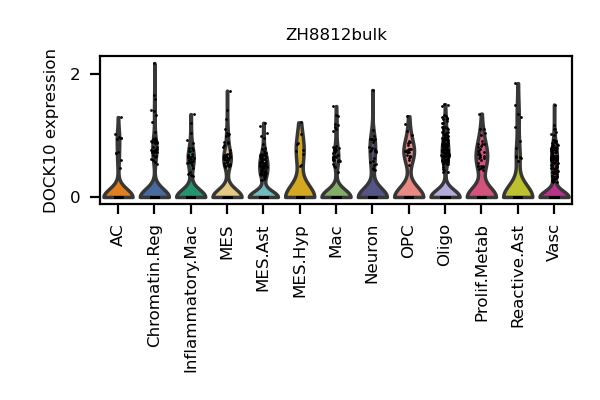 ZH8812bulk
DOCK10 expression
2
0
AC
Chromatin.Reg
Inflammatory.Mac
MES
MES.Ast
MES.Hyp
Mac
Neuron
OPC
Oligo
Prolif.Metab
Reactive.Ast
Vasc